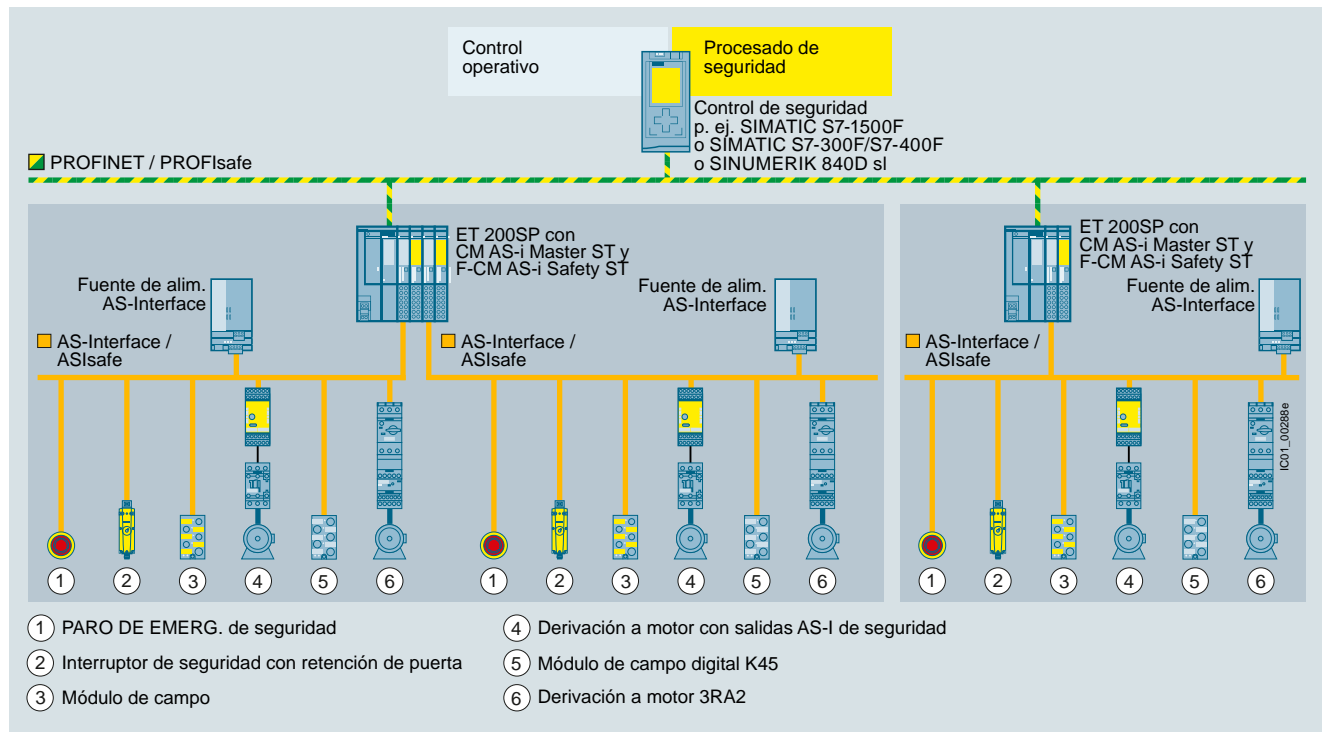 Control
operativo
Procesado de
seguridad
Control de seguridad
p. ej. SIMATIC S7-1500F
o SIMATIC S7-300F/S7-400F
o SINUMERIK 840D sl
PROFINET / PROFIsafe
ET 200SP con
CM AS-i Master ST y
F-CM AS-i Safety ST
Fuente de alim.
AS-Interface
AS-Interface /
ASIsafe
Fuente de alim.
AS-Interface
AS-Interface /
ASIsafe
ET 200SP con
CM AS-i Master ST y
F-CM AS-i Safety ST
Fuente de alim.
AS-Interface
AS-Interface /
ASIsafe
IC01_00288e
1 2 3 4 5 6 1 2 3 4 5 6 1 2 3 4 5 6
1 PARO DE EMERG. de seguridad
2 Interruptor de seguridad con retención de puerta
3 Módulo de campo
4 Derivación a motor con salidas AS-I de seguridad
5 Módulo de campo digital K45
6 Derivación a motor 3RA2